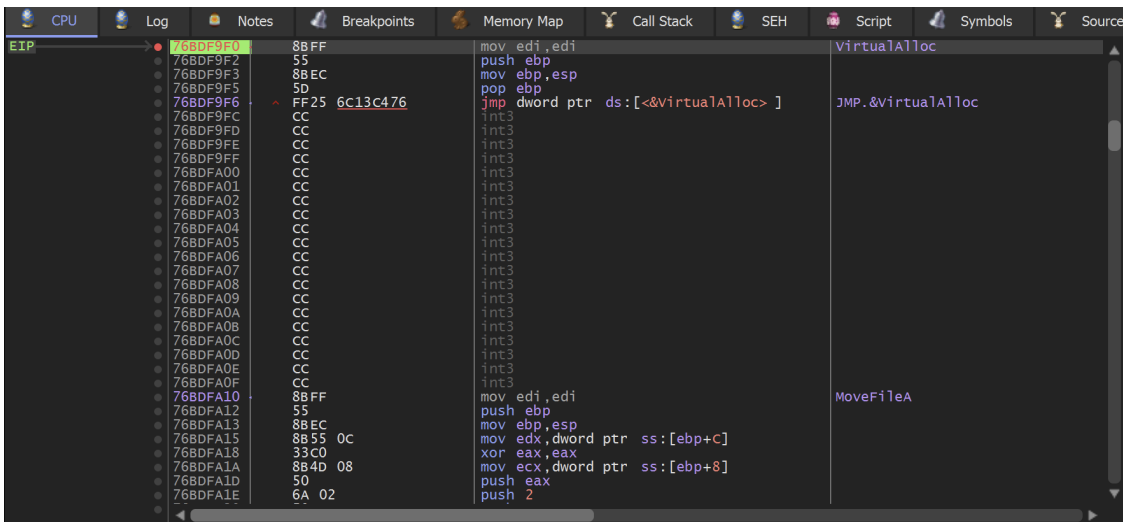 CPU Log Notes Breakpoints Memory Map Call Stack SEH Script Symbols Source
EIP 76BDF9F0 8BFF mov edi,edi VirtualAlloc
76BDF9F2 55 push ebp
76BDF9F3 8BEC mov ebp,esp
76BDF9F5 5D pop ebp
76BDF9F6 FF25 6C13C476 jmp dword ptr ds:[<&VirtualAlloc> ] JMP.&VirtualAlloc
76BDF9FC CC int3
76BDF9FD CC int3
76BDF9FE CC int3
76BDF9FF CC int3
76BDFA00 CC int3
76BDFA01 CC int3
76BDFA02 CC int3
76BDFA03 CC int3
76BDFA04 CC int3
76BDFA05 CC int3
76BDFA06 CC int3
76BDFA07 CC int3
76BDFA08 CC int3
76BDFA09 CC int3
76BDFA0A CC int3
76BDFA0B CC int3
76BDFA0C CC int3
76BDFA0D CC int3
76BDFA0E CC int3
76BDFA0F CC int3
76BDFA10 8BFF mov edi,edi MoveFileA
76BDFA12 55 push ebp
76BDFA13 8BEC mov ebp,esp
76BDFA15 8B55 0C mov edx,dword ptr ss:[ebp+C]
76BDFA18 33C0 xor eax,eax
76BDFA1A 8B4D 08 mov ecx,dword ptr ss:[ebp+8]
76BDFA1D 50 push eax
76BDFA1E 6A 02 push 2